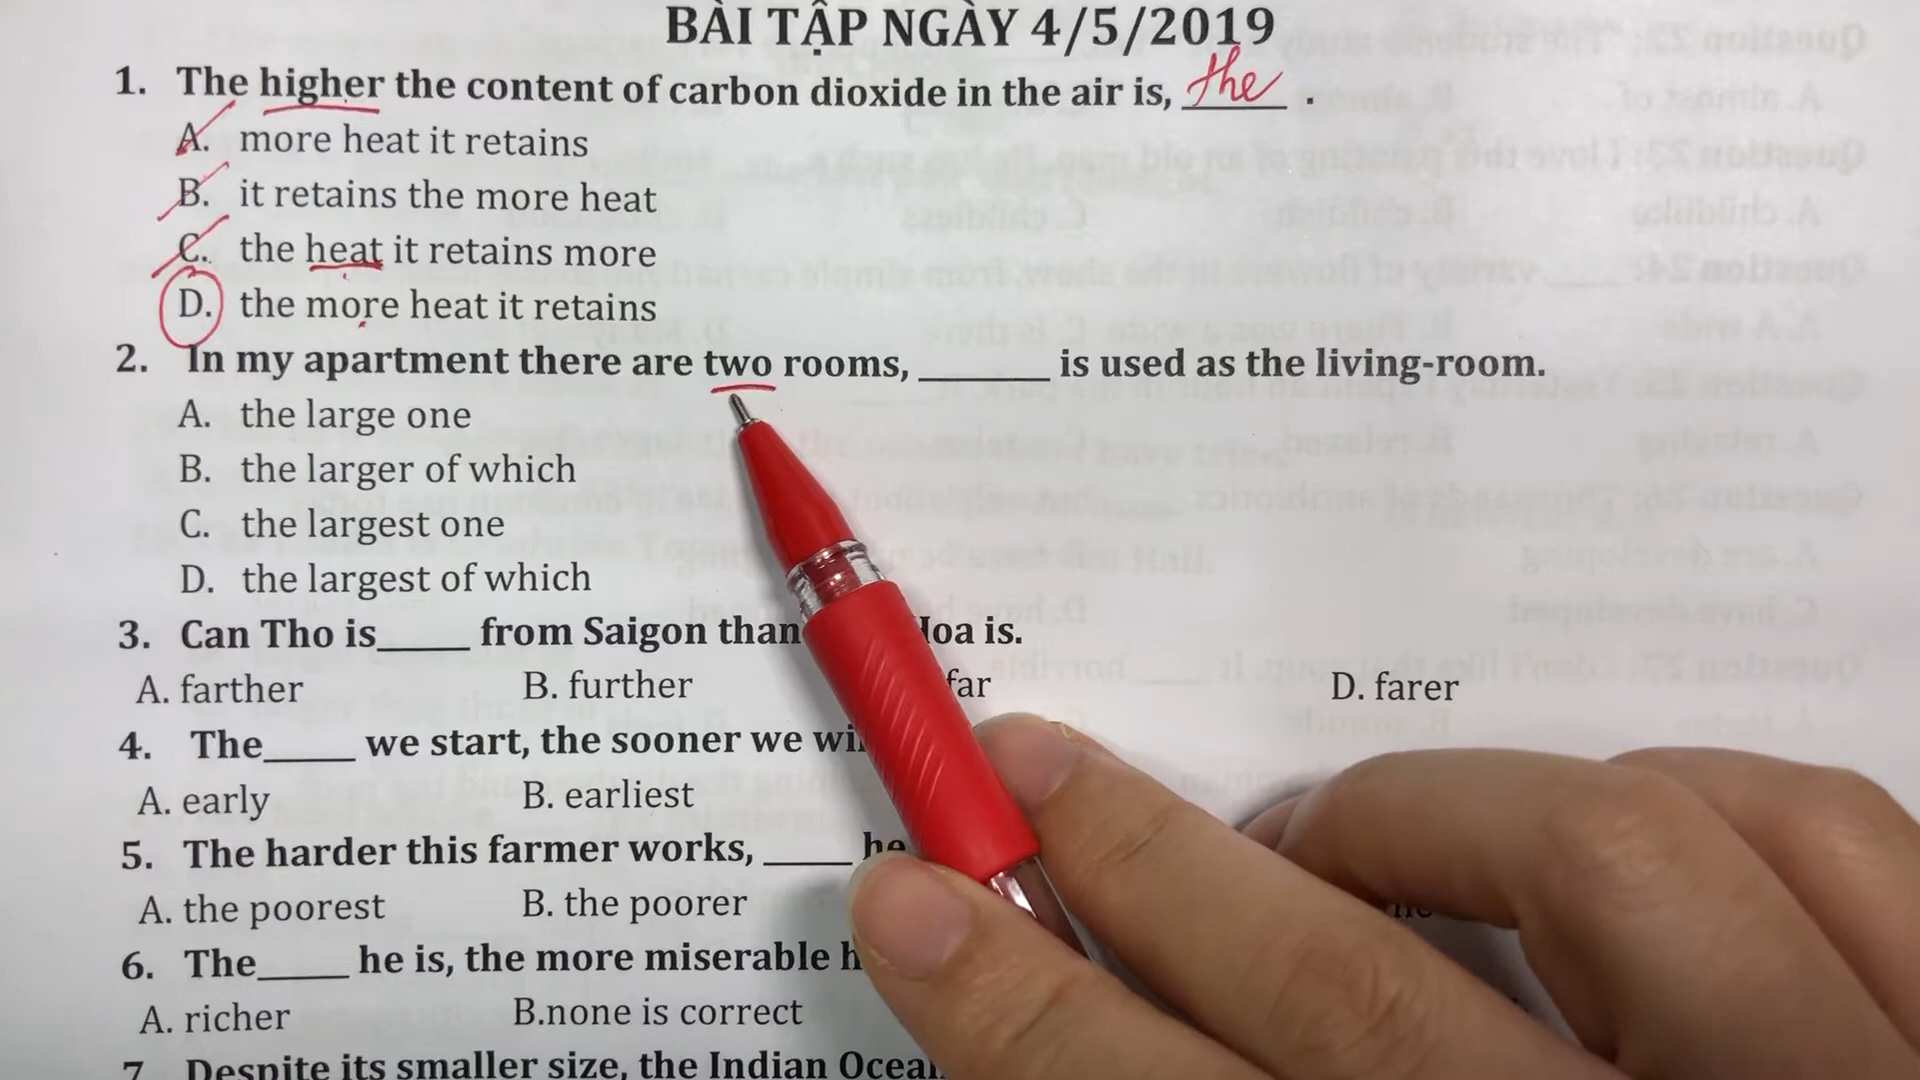 BÀI TẬP NGÀY 4/5/2019
1. The higher the content of carbon dioxide in the air is, the .
A. more heat it retains
B. it retains the more heat
C. the heat it retains more
D. the more heat it retains
2. In my apartment there are two rooms, ______ is used as the living-room.
A. the large one
B. the larger of which
C. the largest one
D. the largest of which
3. Can Tho is____ from Saigon than is.
A. farther B. further far D. farer
4. The____ we start, the sooner we
A. early B. earliest
5. The harder this farmer works, ____ he
A. the poorest B. the poorer
6. The____ he is, the more miserable
A. richer B.none is correct
7 Despite its smaller size, the Indian Ocean